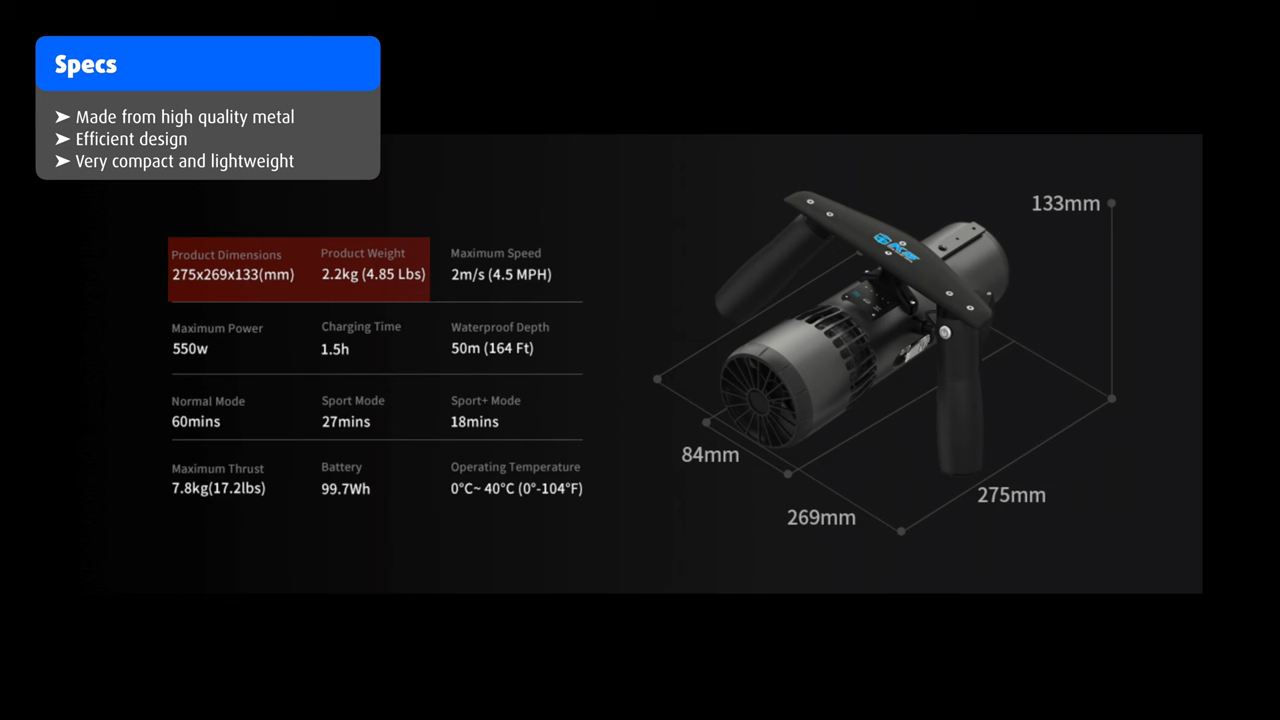 Specs
➤ Made from high quality metal
➤ Efficient design
➤ Very compact and lightweight
Product Dimensions
275x269x133(mm)
Product Weight
2.2kg (4.85 Lbs)
Maximum Speed
2m/s (4.5 MPH)
Maximum Power
550w
Charging Time
1.5h
Waterproof Depth
50m (164 Ft)
Normal Mode
60mins
Sport Mode
27mins
Sport+ Mode
18mins
Maximum Thrust
7.8kg(17.2lbs)
Battery
99.7Wh
Operating Temperature
0°C~ 40°C (0°-104°F)
133mm
84mm
269mm
275mm